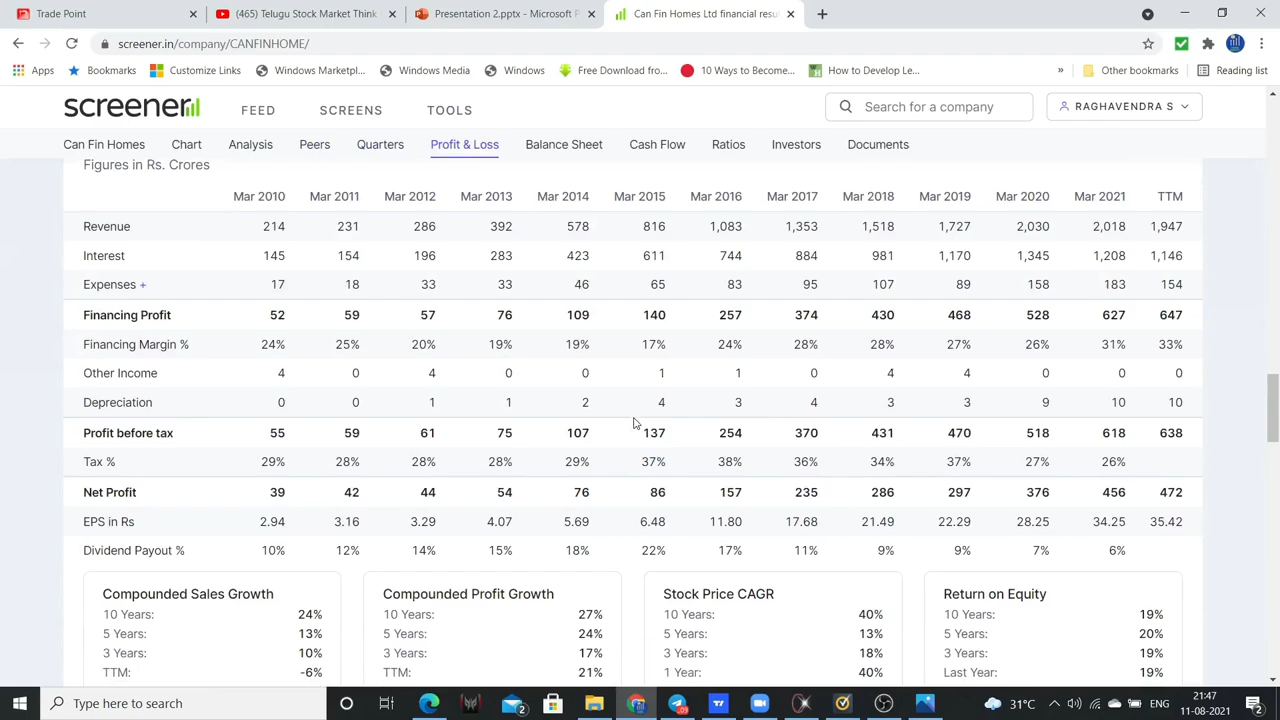 Trade Point
(465) Telugu Stock Market Think
Presentation 2.pptx - Microsoft P
Can Fin Homes Ltd financial resu
screener.in/company/CANFINHOME/
Apps Bookmarks Customize Links Windows Marketpl... Windows Media Windows Free Download fro... 10 Ways to Become... How to Develop Le... » Other bookmarks Reading list
screener FEED SCREENS TOOLS Search for a company RAGHAVENDRA S
Can Fin Homes Chart Analysis Peers Quarters Profit & Loss Balance Sheet Cash Flow Ratios Investors Documents
Figures in Rs. Crores
Mar 2010 Mar 2011 Mar 2012 Mar 2013 Mar 2014 Mar 2015 Mar 2016 Mar 2017 Mar 2018 Mar 2019 Mar 2020 Mar 2021 TTM
Revenue 214 231 286 392 578 816 1,083 1,353 1,518 1,727 2,030 2,018 1,947
Interest 145 154 196 283 423 611 744 884 981 1,170 1,345 1,208 1,146
Expenses + 17 18 33 33 46 65 83 95 107 89 158 183 154
Financing Profit 52 59 57 76 109 140 257 374 430 468 528 627 647
Financing Margin % 24% 25% 20% 19% 19% 17% 24% 28% 28% 27% 26% 31% 33%
Other Income 4 0 4 0 0 1 1 0 4 4 0 0 0
Depreciation 0 0 1 1 2 4 3 4 3 3 9 10 10
Profit before tax 55 59 61 75 107 137 254 370 431 470 518 618 638
Tax % 29% 28% 28% 28% 29% 37% 38% 36% 34% 37% 27% 26%
Net Profit 39 42 44 54 76 86 157 235 286 297 376 456 472
EPS in Rs 2.94 3.16 3.29 4.07 5.69 6.48 11.80 17.68 21.49 22.29 28.25 34.25 35.42
Dividend Payout % 10% 12% 14% 15% 18% 22% 17% 11% 9% 9% 7% 6%
Compounded Sales Growth Compounded Profit Growth Stock Price CAGR Return on Equity
10 Years: 24% 10 Years: 27% 10 Years: 40% 10 Years: 19%
5 Years: 13% 5 Years: 24% 5 Years: 13% 5 Years: 20%
3 Years: 10% 3 Years: 17% 3 Years: 18% 3 Years: 19%
TTM: -6% TTM: 21% 1 Year: 40% Last Year: 19%
Type here to search 31°C ENG 21:47
11-08-2021